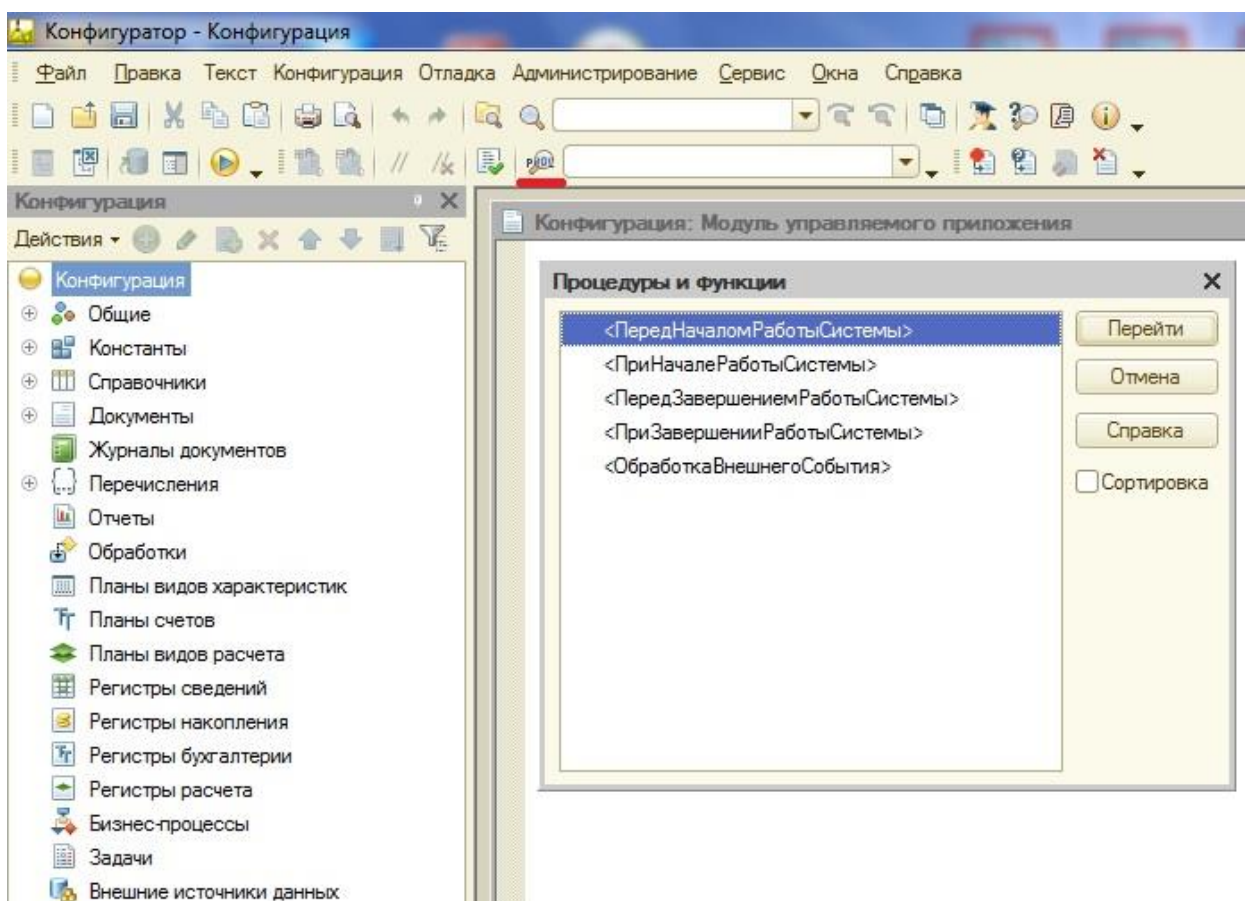 Конфигуратор - Конфигурация
Файл Правка Текст Конфигурация Отладка Администрирование Сервис Окна Справка
Конфигурация
Действия
Конфигурация
Общие
Константы
Справочники
Документы
Журналы документов
Перечисления
Отчеты
Обработки
Планы видов характеристик
Планы счетов
Планы видов расчета
Регистры сведений
Регистры накопления
Регистры бухгалтерии
Регистры расчета
Бизнес-процессы
Задачи
Внешние источники данных
Конфигурация: Модуль управляемого приложения
Процедуры и функции
<ПередНачаломРаботыСистемы>
<ПриНачалеРаботыСистемы>
<ПередЗавершениемРаботыСистемы>
<ПриЗавершенииРаботыСистемы>
<ОбработкаВнешнегоСобытия>
Перейти
Отмена
Справка
Сортировка